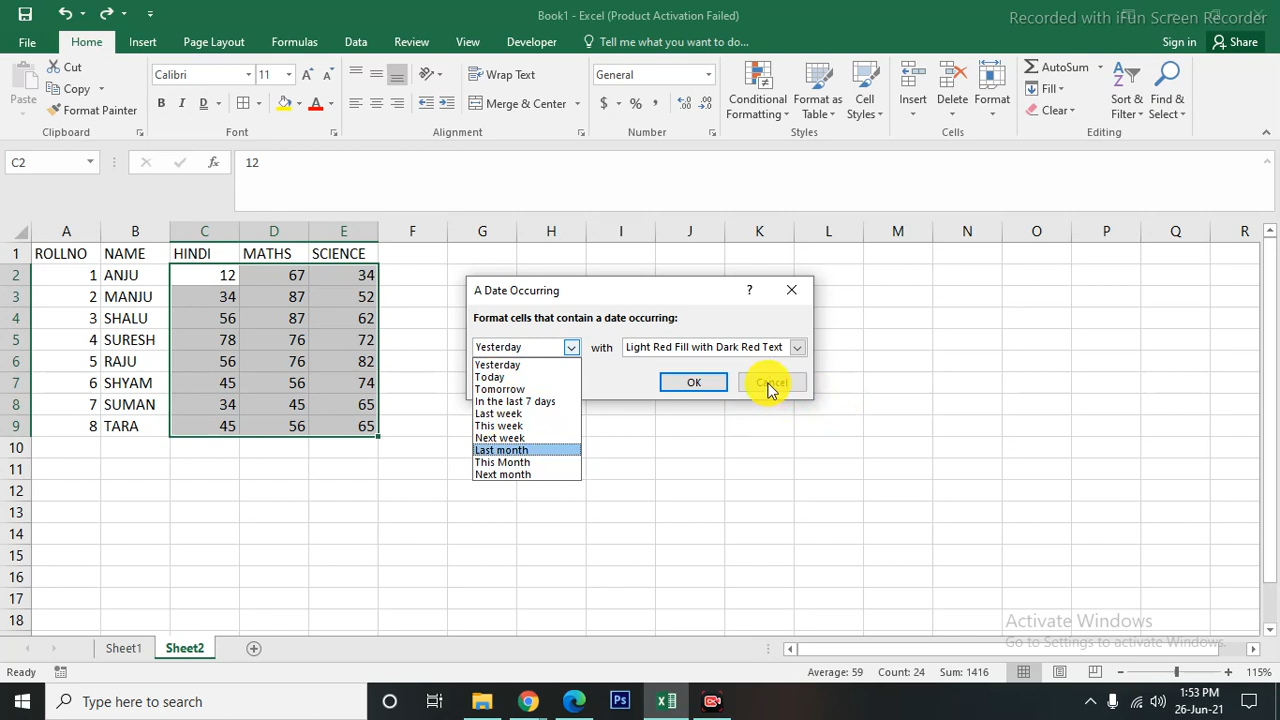 Book1 - Excel (Product Activation Failed)
Recorded with iFun Screen Recorder
File Home Insert Page Layout Formulas Data Review View Developer Tell me what you want to do... Sign in Share
Paste
Cut
Copy
Format Painter
Clipboard
Calibri 11
B I D
Font
Wrap Text
Merge & Center
Alignment
General
$ % ,
Number
Conditional Formatting
Format as Table
Cell Styles
Styles
Insert Delete Format
Cells
AutoSum
Fill
Clear
Sort & Filter
Find & Select
Editing
C2 fx 12
A B C D E F G H I J K L M N O P Q R
1 ROLLNO NAME HINDI MATHS SCIENCE
2 1 ANJU 12 67 34
3 2 MANJU 34 87 52
4 3 SHALU 56 87 62
5 4 SURESH 78 76 72
6 5 RAJU 56 76 82
7 6 SHYAM 45 56 74
8 7 SUMAN 34 45 65
9 8 TARA 45 56 65
10
11
12
13
14
15
16
17
18
A Date Occurring ?
Format cells that contain a date occurring:
Yesterday with Light Red Fill with Dark Red Text
Yesterday
Today
Tomorrow
In the last 7 days
Last week
This week
Next week
Last month
This Month
Next month
OK Cancel
Activate Windows
Go to Settings to activate Windows.
Sheet1 Sheet2
Ready Average: 59 Count: 24 Sum: 1416 115%
Type here to search
Ps
1:53 PM
26-Jun-21